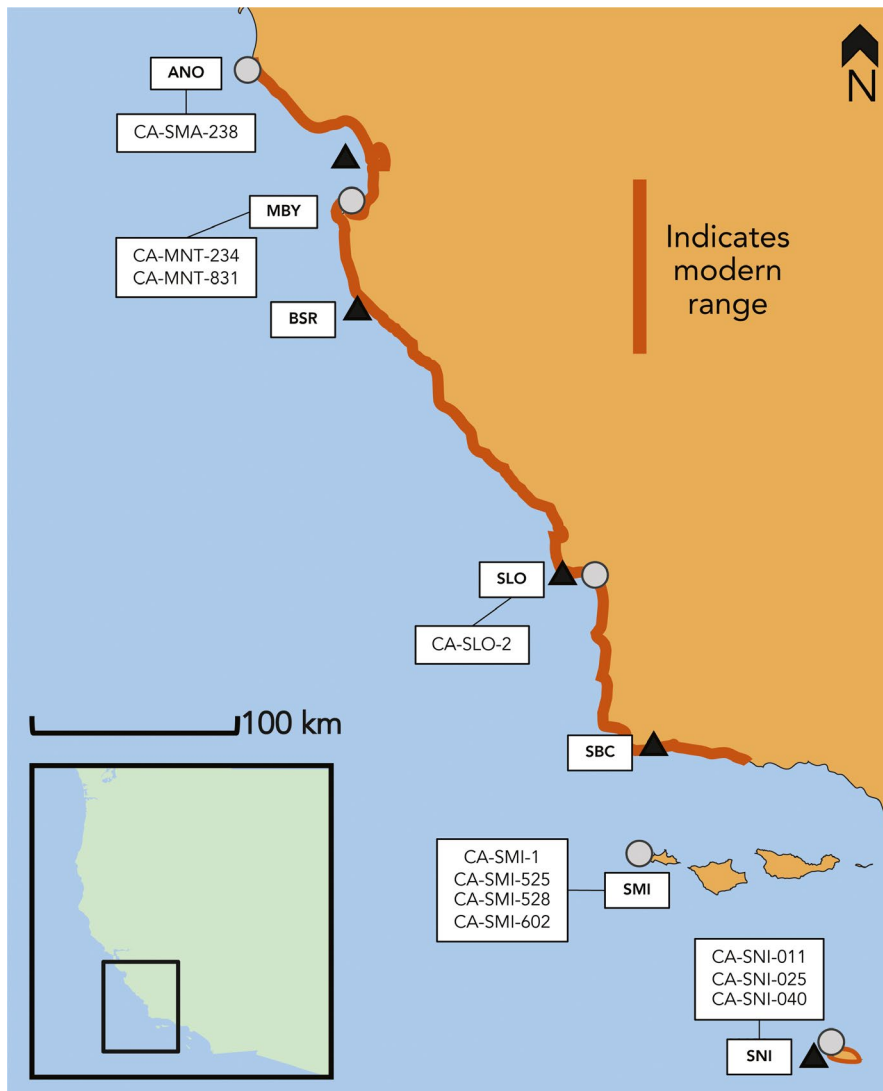 N
ANO
CA-SMA-238
MBY
CA-MNT-234
CA-MNT-831
Indicates
modern
range
BSR
SLO
CA-SLO-2
100 km
SBC
CA-SMI-1
CA-SMI-525
CA-SMI-528
CA-SMI-602
SMI
CA-SNI-011
CA-SNI-025
CA-SNI-040
SNI